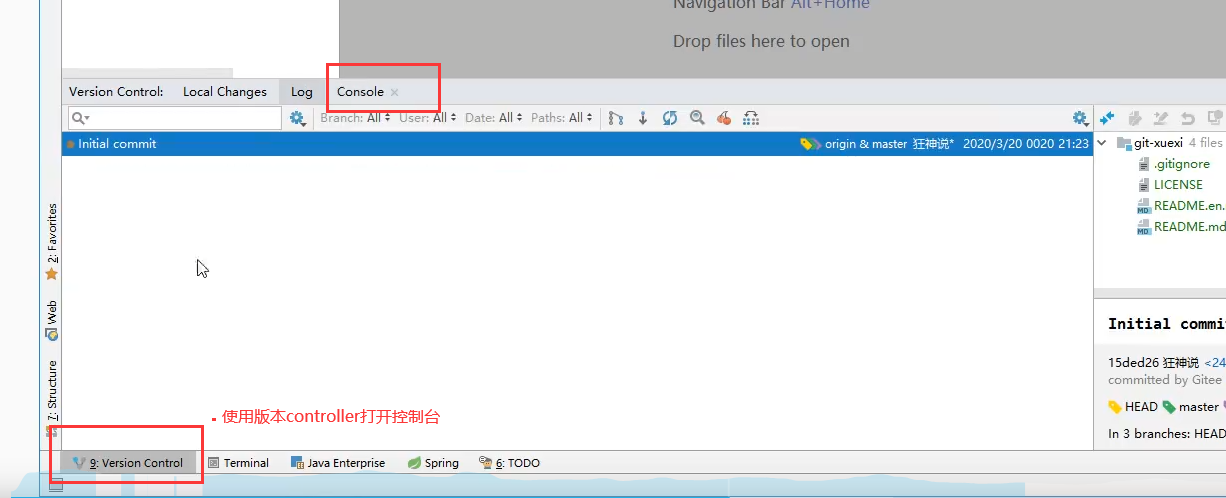 Navigation Bar Alt+Home
Drop files here to open
Version Control: Local Changes Log Console
Branch: All User: All Date: All Paths: All
Initial commit origin & master 狂神说* 2020/3/20 0020 21:23
git-xuexi 4 files
.gitignore
LICENSE
README.en.
README.md
2: Favorites
Web
7: Structure
Initial commi
15ded26 狂神说 <24
committed by Gitee
HEAD master
In 3 branches: HEAD
使用版本controller打开控制台
9: Version Control Terminal Java Enterprise Spring 6: TODO